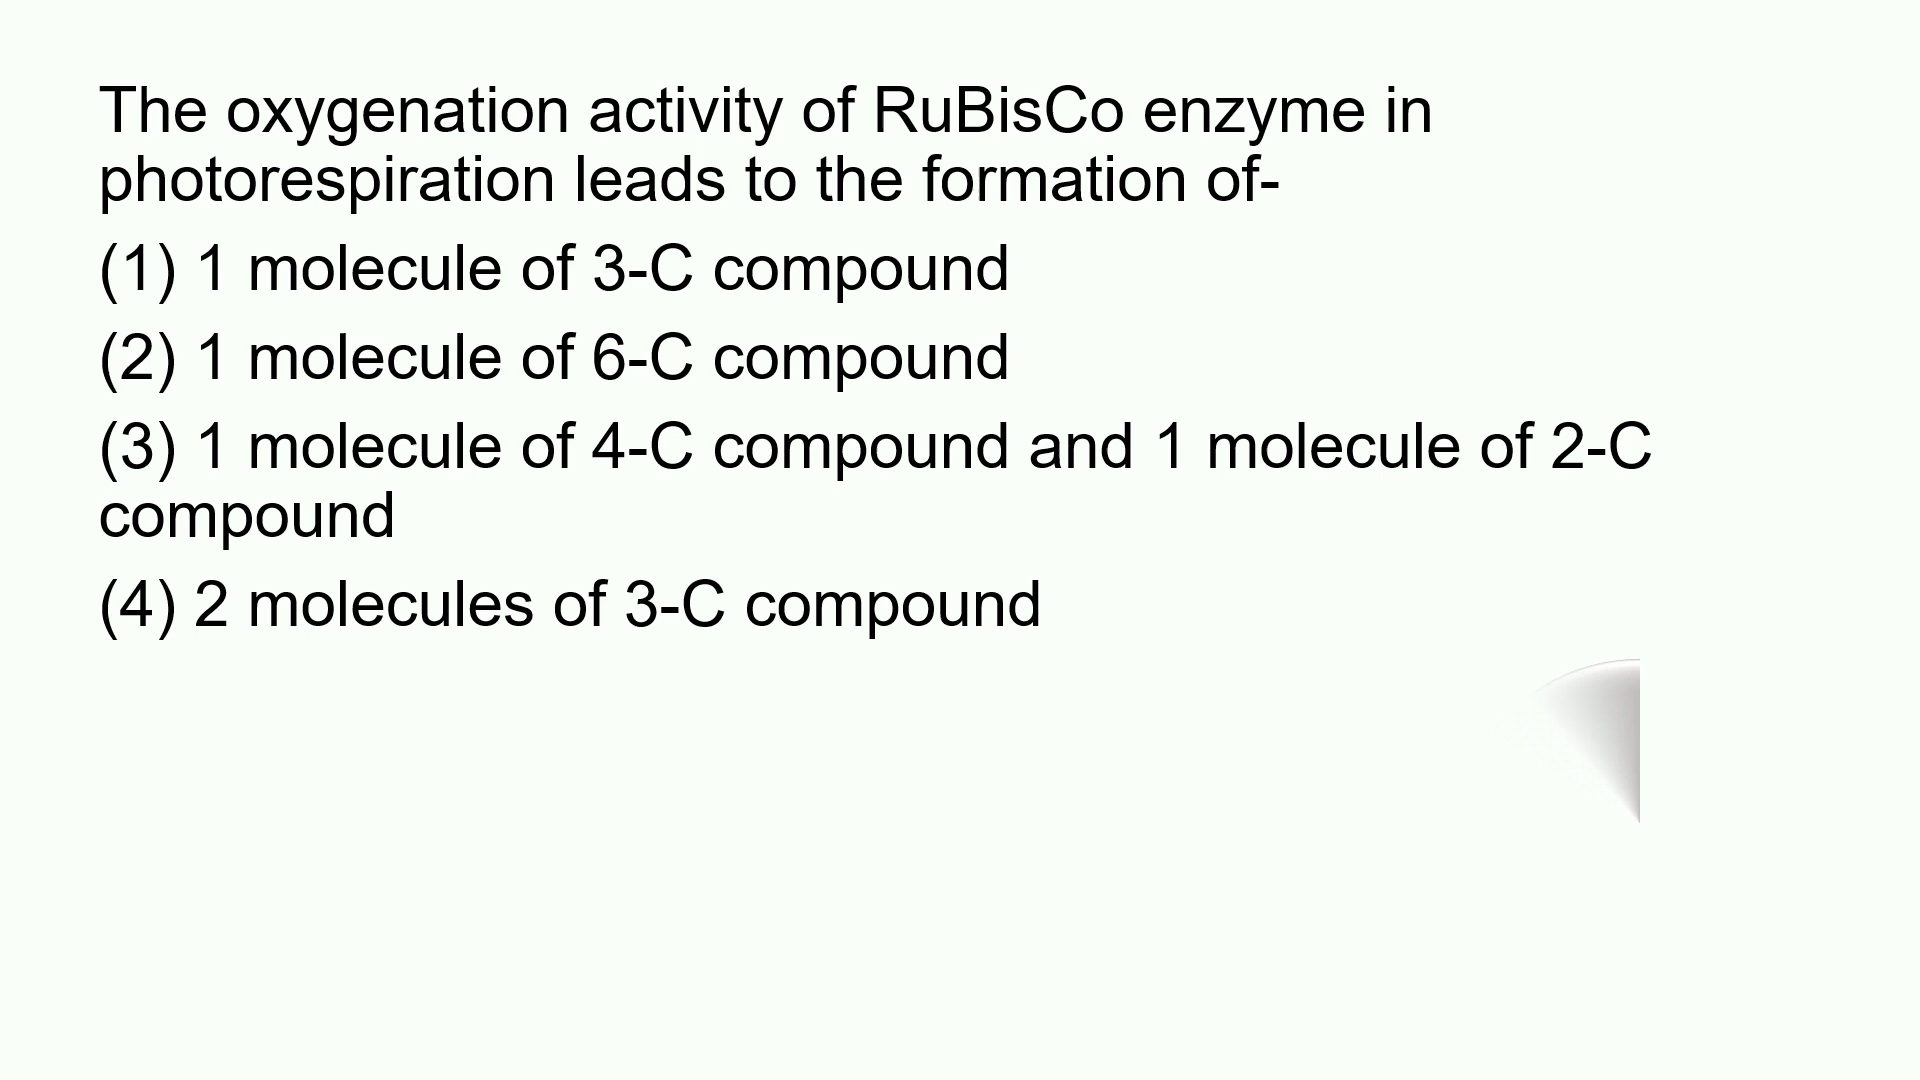 The oxygenation activity of RuBisCo enzyme in
photorespiration leads to the formation of-
(1) 1 molecule of 3-C compound
(2) 1 molecule of 6-C compound
(3) 1 molecule of 4-C compound and 1 molecule of 2-C
compound
(4) 2 molecules of 3-C compound